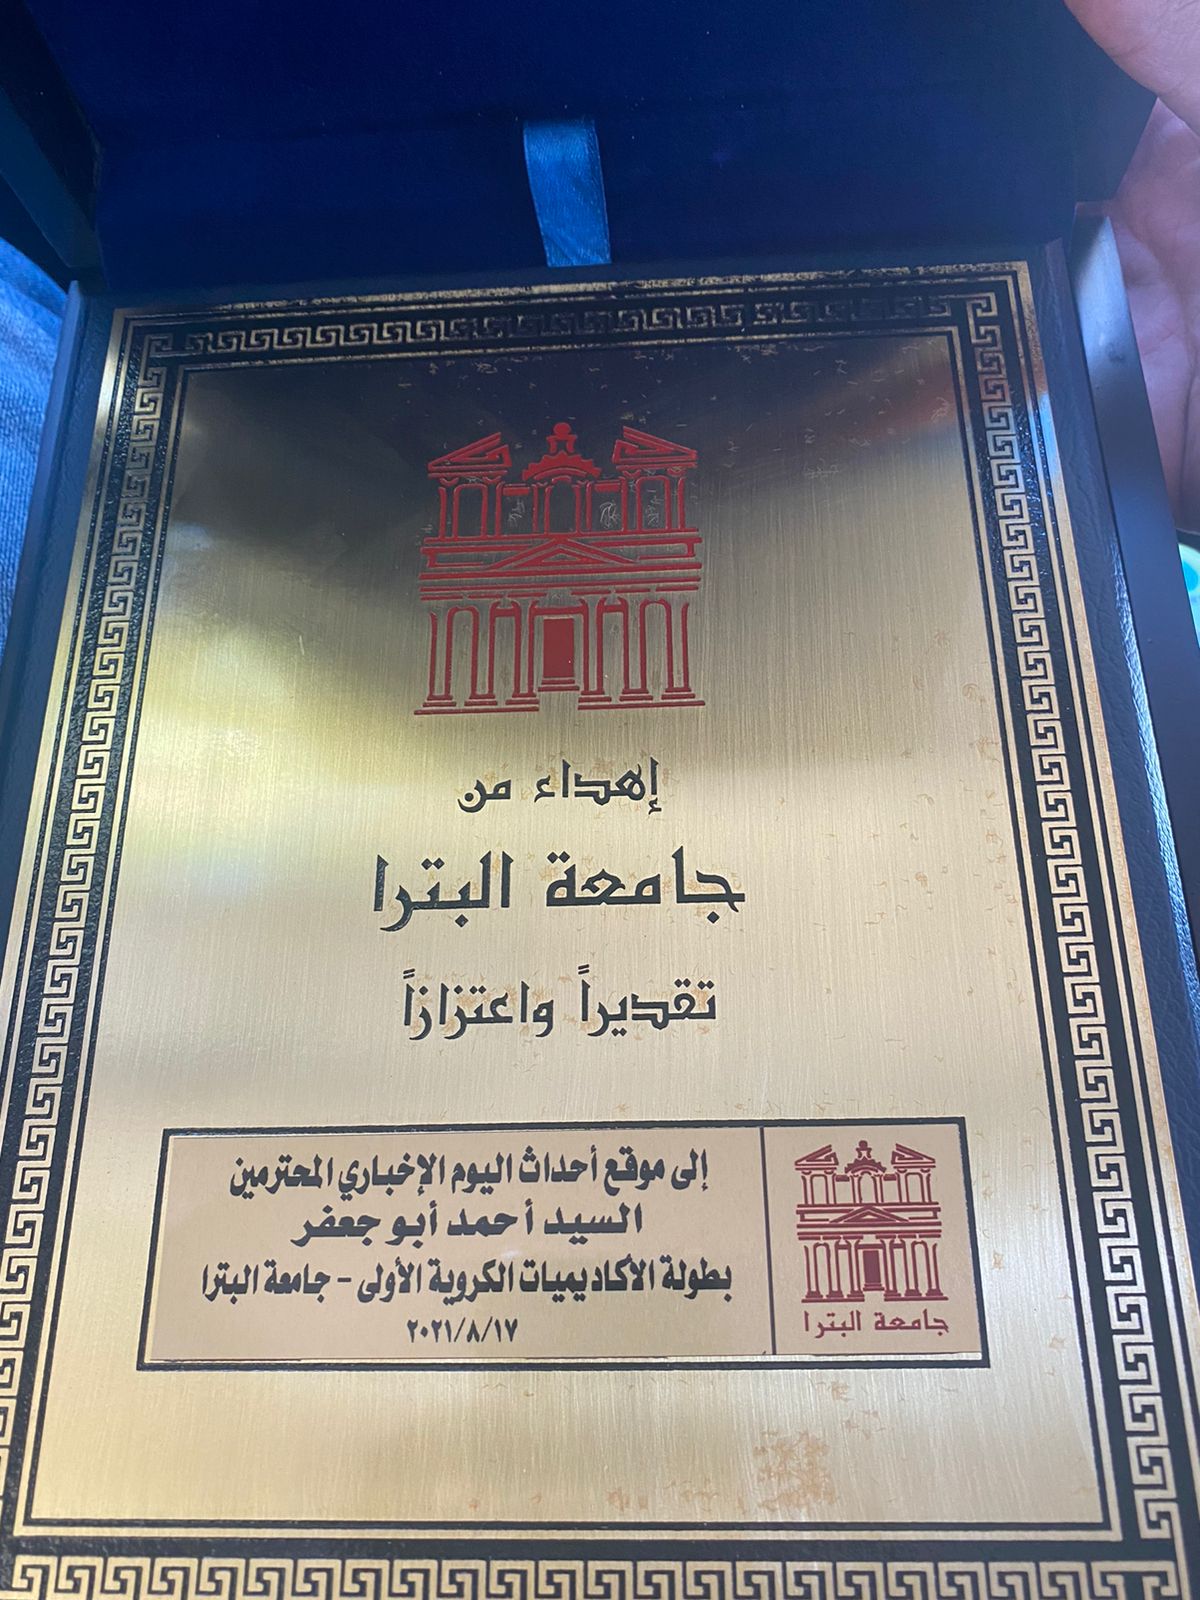 إهداء من
جامعة البترا
تقديراً واعتزازاً
إلى موقع أحداث اليوم الإخباري المحترمين
السيد أحمد أبو جعفر
بطولة الأكاديميات الكروية الأولى - جامعة البترا
٢٠٢١/٨/١٧
جامعة البترا